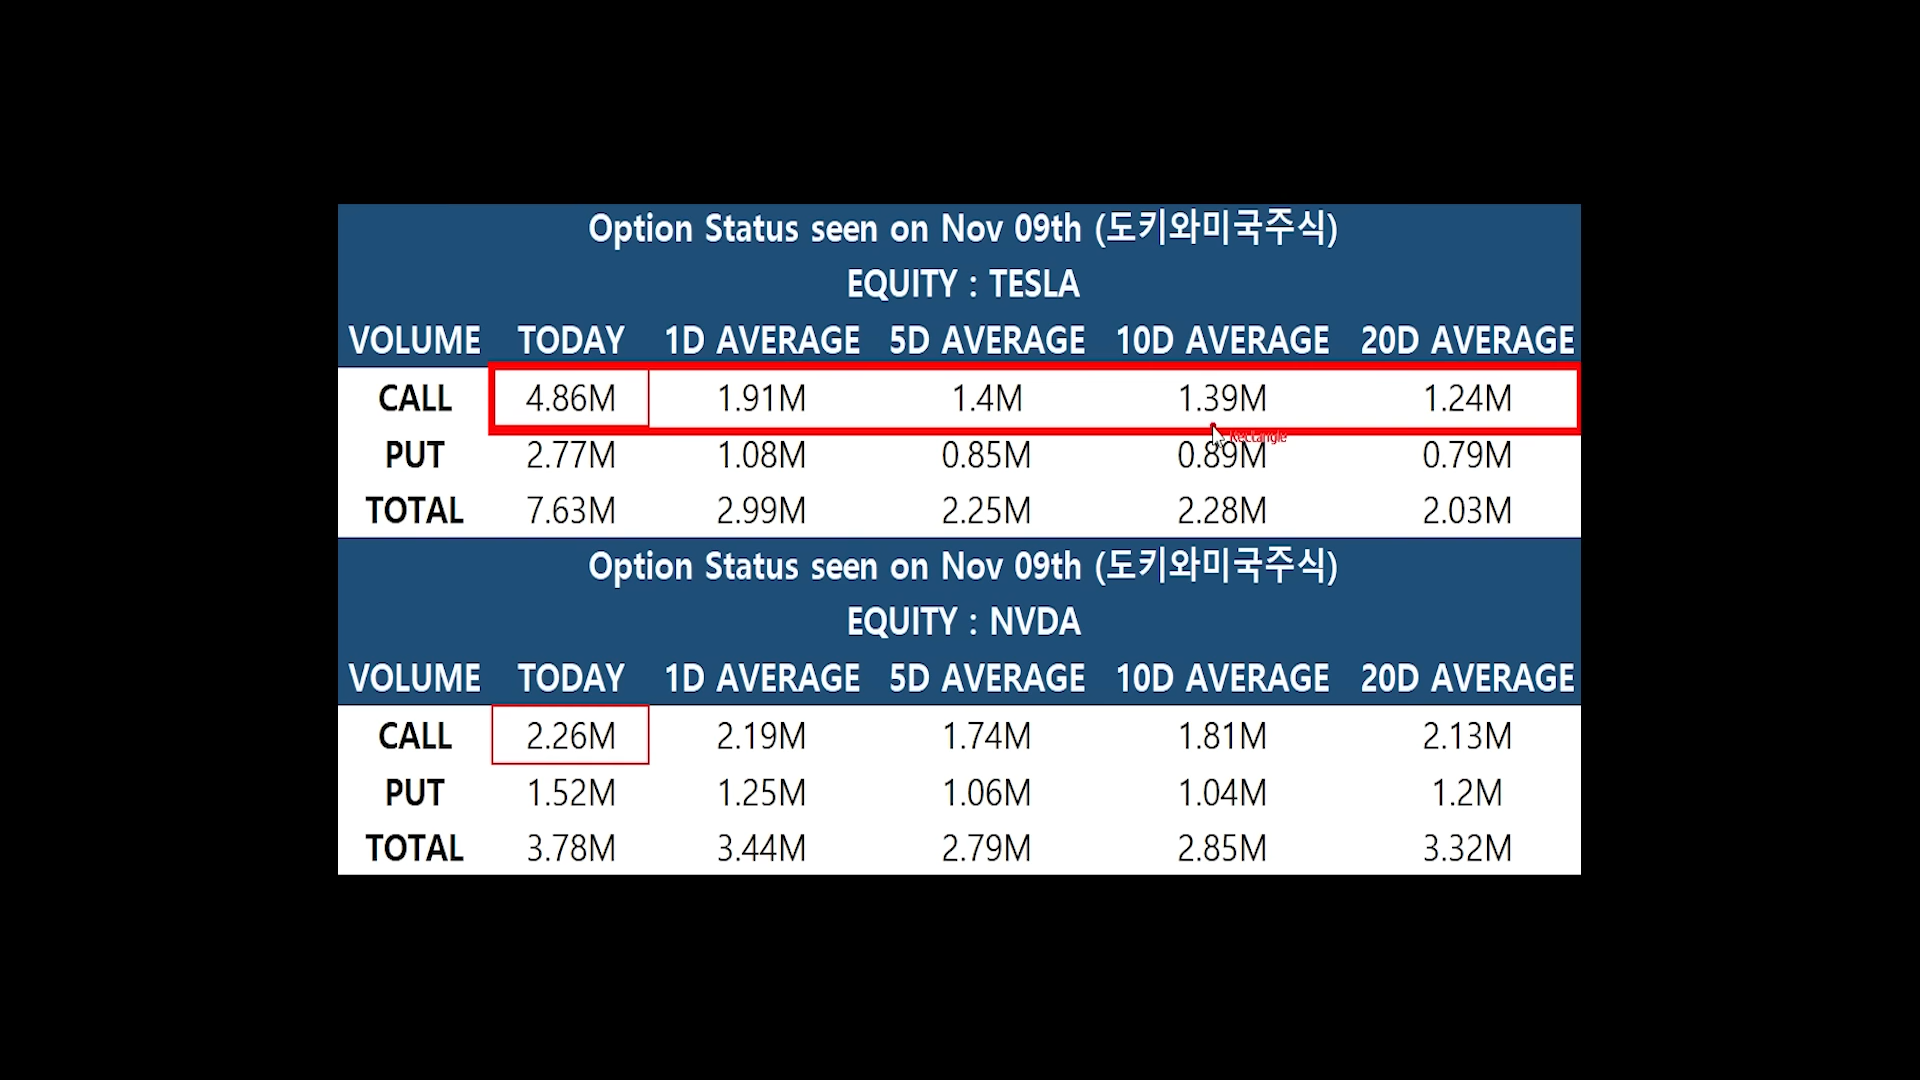 Option Status seen on Nov 09th (도키와미국주식)
EQUITY : TESLA
VOLUME TODAY 1D AVERAGE 5D AVERAGE 10D AVERAGE 20D AVERAGE
CALL 4.86M 1.91M 1.4M 1.39M 1.24M
Rectangle
PUT 2.77M 1.08M 0.85M 0.89M 0.79M
TOTAL 7.63M 2.99M 2.25M 2.28M 2.03M
Option Status seen on Nov 09th (도키와미국주식)
EQUITY : NVDA
VOLUME TODAY 1D AVERAGE 5D AVERAGE 10D AVERAGE 20D AVERAGE
CALL 2.26M 2.19M 1.74M 1.81M 2.13M
PUT 1.52M 1.25M 1.06M 1.04M 1.2M
TOTAL 3.78M 3.44M 2.79M 2.85M 3.32M